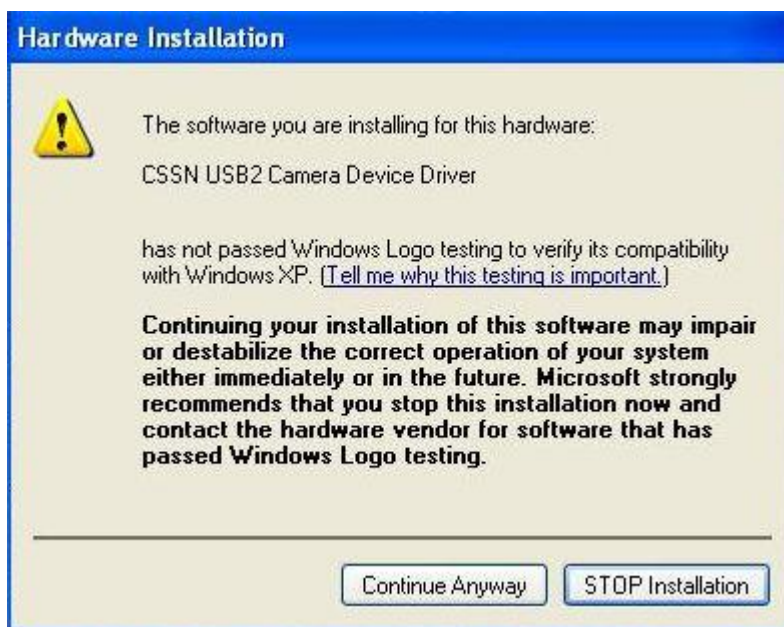 Hardware Installation
The software you are installing for this hardware:
CSSN USB2 Camera Device Driver
has not passed Windows Logo testing to verify its compatibility
with Windows XP. (Tell me why this testing is important.)
Continuing your installation of this software may impair
or destabilize the correct operation of your system
either immediately or in the future. Microsoft strongly
recommends that you stop this installation now and
contact the hardware vendor for software that has
passed Windows Logo testing.
Continue Anyway
STOP Installation